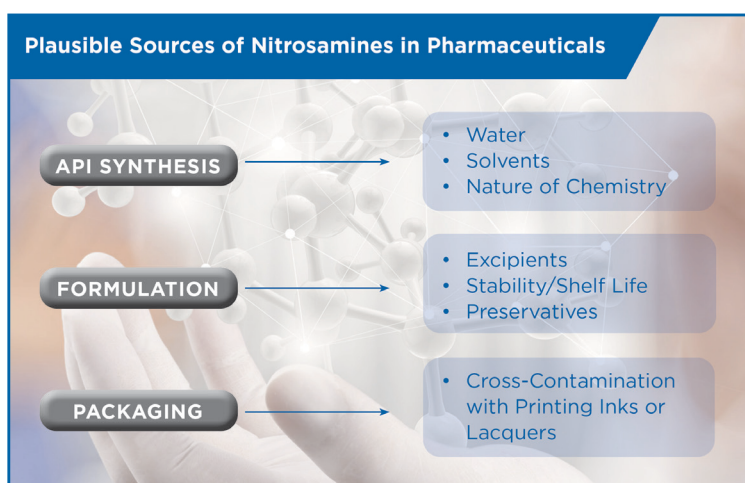 Plausible Sources of Nitrosamines in Pharmaceuticals
API SYNTHESIS
• Water
• Solvents
• Nature of Chemistry
FORMULATION
• Excipients
• Stability/Shelf Life
• Preservatives
PACKAGING
• Cross-Contamination
with Printing Inks or
Lacquers